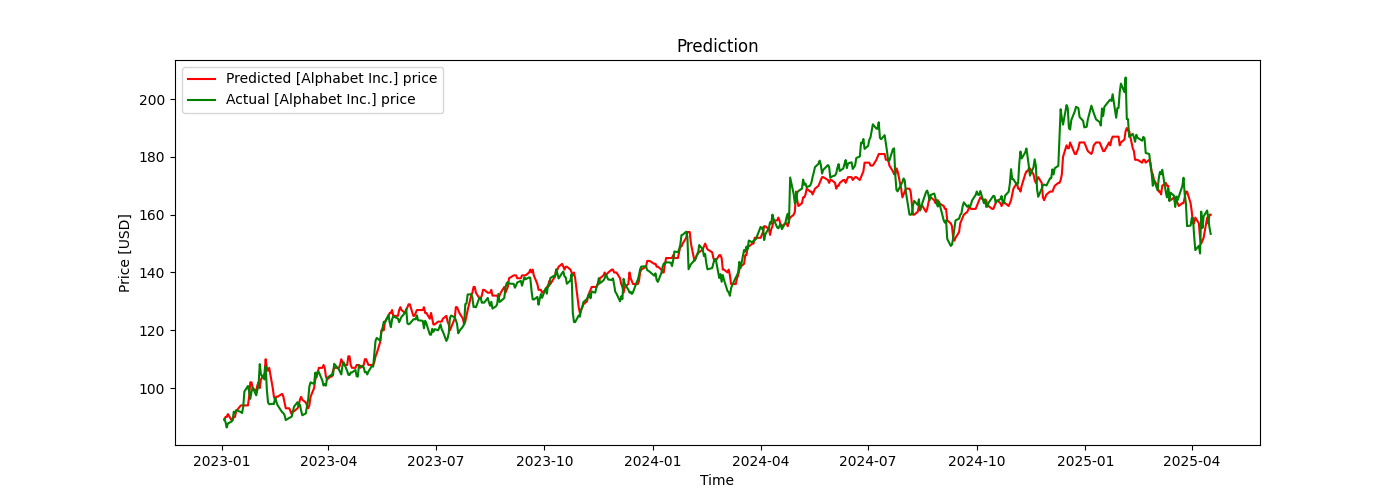 Prediction
Predicted [Alphabet Inc.] price
Actual [Alphabet Inc.] price
Price [USD]
200
180
160
140
120
100
2023-01 2023-04 2023-07 2023-10 2024-01 2024-04 2024-07 2024-10 2025-01 2025-04
Time